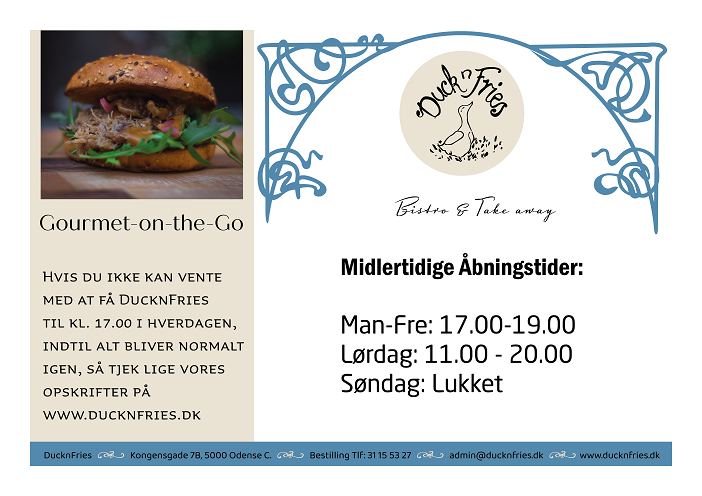 Duck n Fries
Bistro & Take away
Gourmet-on-the-Go
Hvis du ikke kan vente
med at få DucknFries
til kl. 17.00 i hverdagen,
indtil alt bliver normalt
igen, så tjek lige vores
opskrifter på
www.ducknfries.dk
Midlertidige Åbningstider:
Man-Fre: 17.00-19.00
Lørdag: 11.00 - 20.00
Søndag: Lukket
DucknFries Kongensgade 7B, 5000 Odense C. Bestilling Tlf: 31 15 53 27 admin@ducknfries.dk www.ducknfries.dk